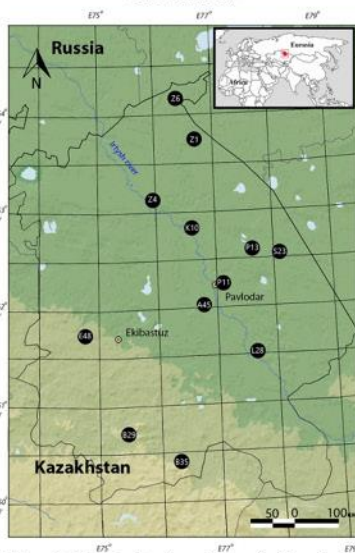 E75° E77° E79°
Russia
Eurasia
Africa
N
Z6
Z1
Irtysh river
Z4
K10
P13
S23
P11
Pavlodar
A45
E48
Ekibastuz
L28
B29
B35
Kazakhstan
50 0 100
E75° E77°